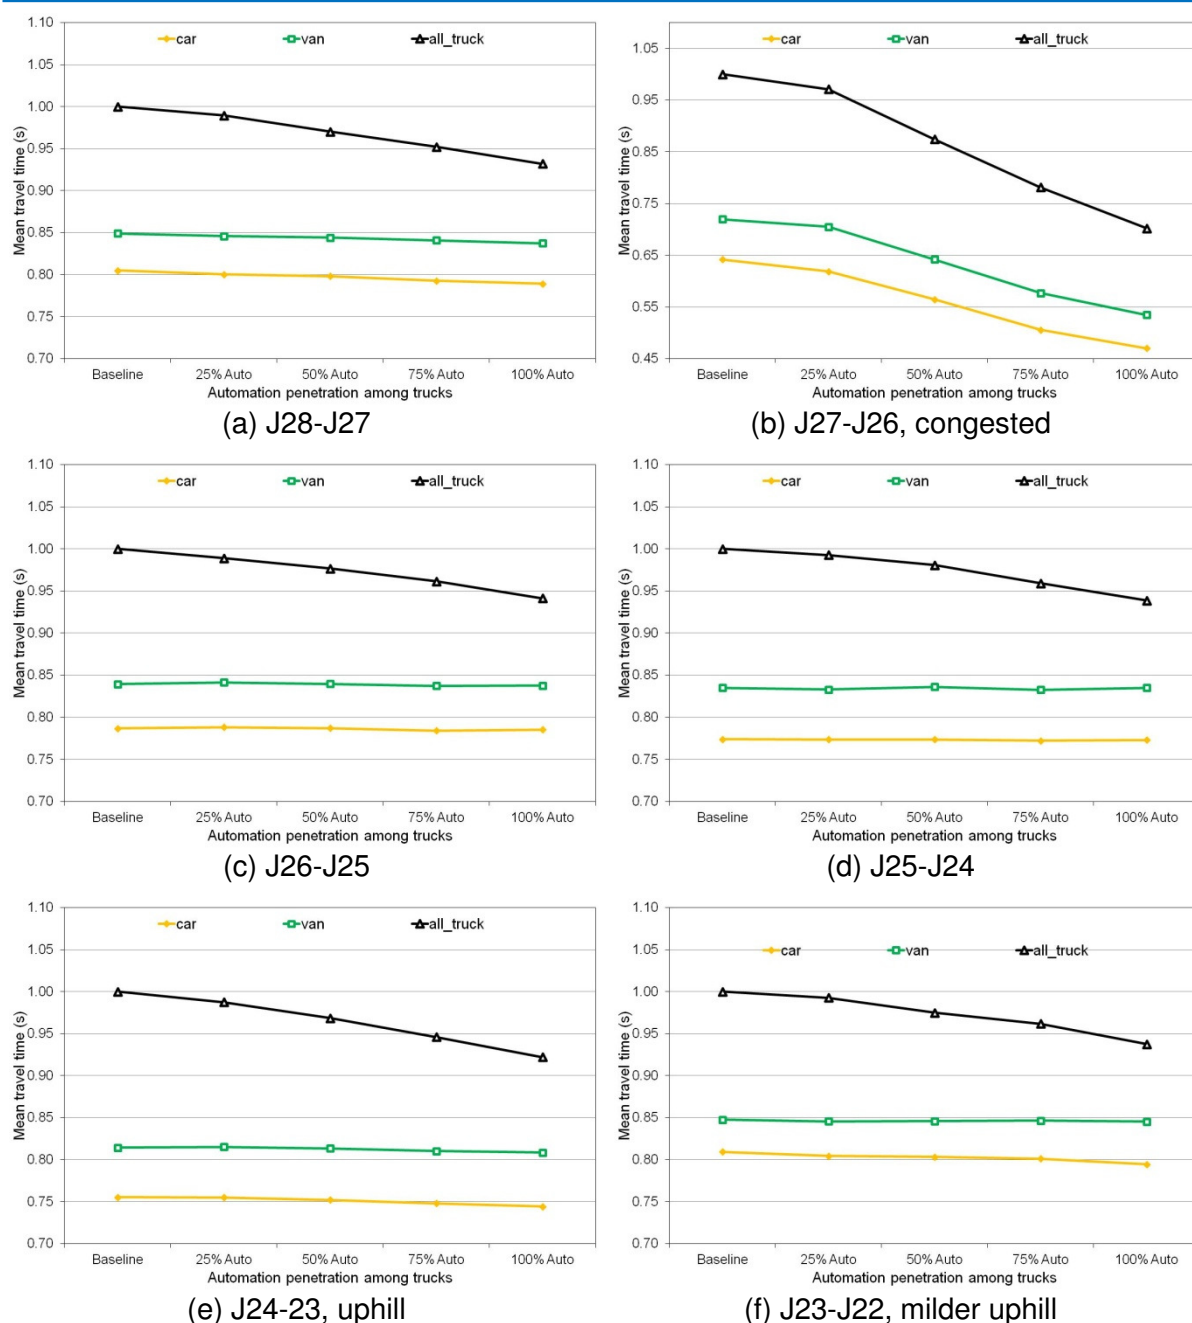 car van all_truck
Mean travel time (s)
1.10
1.05
1.00
0.95
0.90
0.85
0.80
0.75
0.70
Baseline 25% Auto 50% Auto 75% Auto 100% Auto
Automation penetration among trucks
(a) J28-J27
car van all_truck
Mean travel time (s)
1.05
0.95
0.85
0.75
0.65
0.55
0.45
Baseline 25% Auto 50% Auto 75% Auto 100% Auto
Automation penetration among trucks
(b) J27-J26, congested
car van all_truck
Mean travel time (s)
1.10
1.05
1.00
0.95
0.90
0.85
0.80
0.75
0.70
Baseline 25% Auto 50% Auto 75% Auto 100% Auto
Automation penetration among trucks
(c) J26-J25
car van all_truck
Mean travel time (s)
1.10
1.05
1.00
0.95
0.90
0.85
0.80
0.75
0.70
Baseline 25% Auto 50% Auto 75% Auto 100% Auto
Automation penetration among trucks
(d) J25-J24
car van all_truck
Mean travel time (s)
1.10
1.05
1.00
0.95
0.90
0.85
0.80
0.75
0.70
Baseline 25% Auto 50% Auto 75% Auto 100% Auto
Automation penetration among trucks
(e) J24-23, uphill
car van all_truck
Mean travel time (s)
1.10
1.05
1.00
0.95
0.90
0.85
0.80
0.75
0.70
Baseline 25% Auto 50% Auto 75% Auto 100% Auto
Automation penetration among trucks
(f) J23-J22, milder uphill